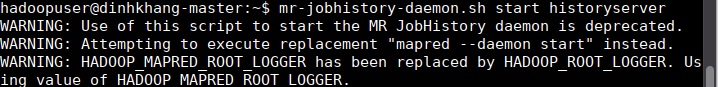 hadoopuser@dinhkhang-master:~$ mr-jobhistory-daemon.sh start historyserver
WARNING: Use of this script to start the MR JobHistory daemon is deprecated.
WARNING: Attempting to execute replacement "mapred --daemon start" instead.
WARNING: HADOOP_MAPRED_ROOT_LOGGER has been replaced by HADOOP_ROOT_LOGGER. Us
ing value of HADOOP_MAPRED_ROOT_LOGGER.